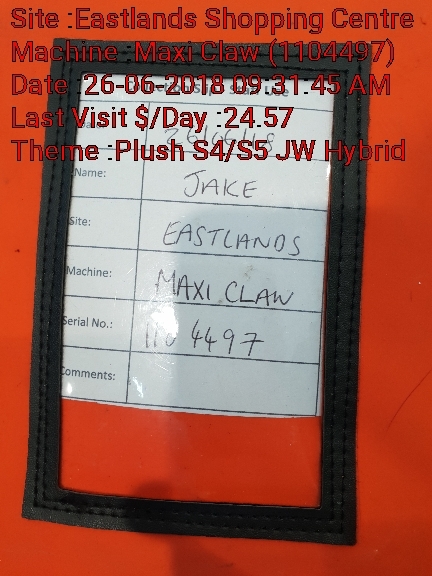 Site :Eastlands Shopping Centre
Machine :Maxi Claw (1104497)
Date :26-06-2018 09:31:45 AM
Last Visit $/Day :24.57
Theme :Plush S4/S5 JW Hybrid
Name: JAKE
Site: EASTLANDS
Machine: MAXI CLAW
Serial No.: 1104497
Comments: